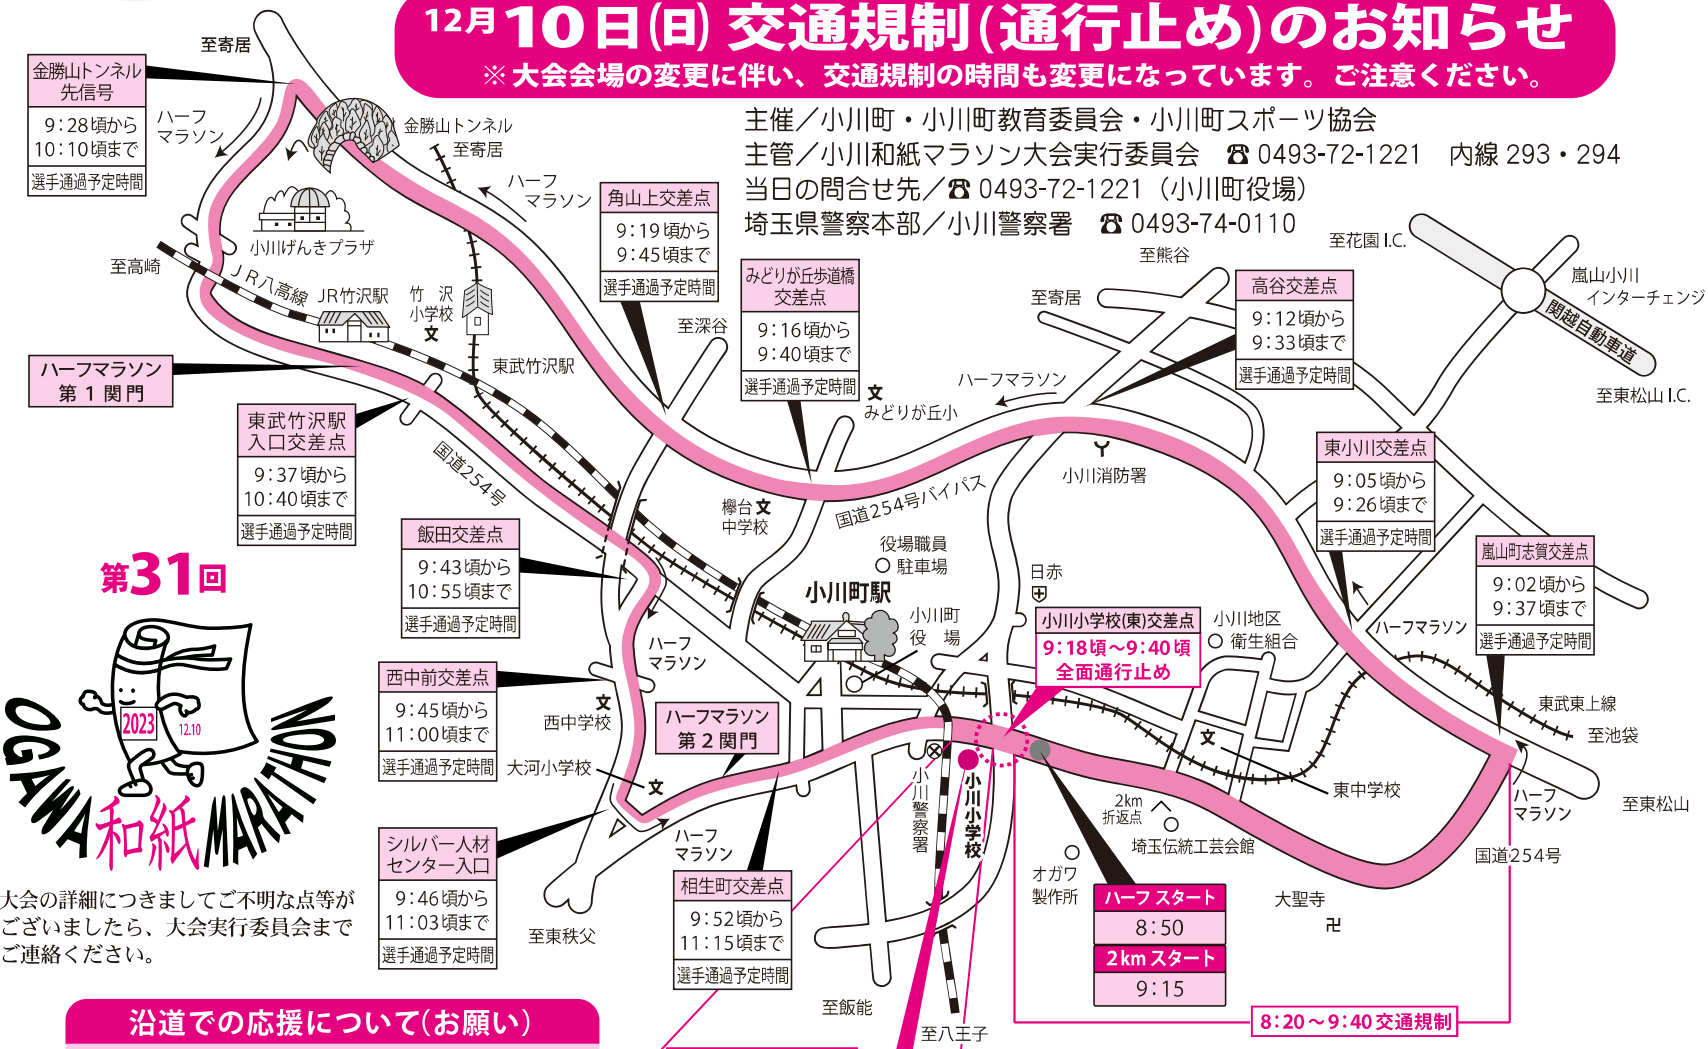 12月10日(日) 交通規制(通行止め)のお知らせ
※大会会場の変更に伴い、交通規制の時間も変更になっています。ご注意ください。
主催／小川町・小川町教育委員会・小川町スポーツ協会
主管／小川和紙マラソン大会実行委員会　☎ 0493-72-1221　内線 293・294
当日の問合せ先／☎ 0493-72-1221（小川町役場）
埼玉県警察本部／小川警察署　☎ 0493-74-0110
至寄居
金勝山トンネル
先信号
9:28頃から
10:10頃まで
選手通過予定時間
ハーフ
マラソン
金勝山トンネル
至寄居
ハーフ
マラソン
小川げんきプラザ
至高崎
JR八高線
JR竹沢駅
竹沢
小学校
文
東武竹沢駅
角山上交差点
9:19頃から
9:45頃まで
選手通過予定時間
至深谷
みどりが丘歩道橋
交差点
9:16頃から
9:40頃まで
選手通過予定時間
文
みどりが丘小
ハーフマラソン
至熊谷
至寄居
高谷交差点
9:12頃から
9:33頃まで
選手通過予定時間
至花園 I.C.
嵐山小川
インターチェンジ
関越自動車道
至東松山 I.C.
ハーフマラソン
第1関門
東武竹沢駅
入口交差点
9:37頃から
10:40頃まで
選手通過予定時間
国道254号
欅台
中学校
文
国道254号バイパス
小川消防署
東小川交差点
9:05頃から
9:26頃まで
選手通過予定時間
嵐山町志賀交差点
9:02頃から
9:37頃まで
選手通過予定時間
飯田交差点
9:43頃から
10:55頃まで
選手通過予定時間
役場職員
駐車場
小川町駅
小川町
役場
日赤
小川小学校(東)交差点
9:18頃～9:40頃
全面通行止め
小川地区
衛生組合
ハーフマラソン
東武東上線
至池袋
ハーフ
マラソン
西中前交差点
9:45頃から
11:00頃まで
選手通過予定時間
文
西中学校
ハーフマラソン
第2関門
大河小学校
文
小川警察署
小川小学校
文
東中学校
2km
折返点
埼玉伝統工芸会館
ハーフ
マラソン
至東松山
国道254号
オガワ
製作所
大聖寺
卍
シルバー人材
センター入口
9:46頃から
11:03頃まで
選手通過予定時間
ハーフ
マラソン
相生町交差点
9:52頃から
11:15頃まで
選手通過予定時間
至東秩父
至飯能
至八王子
ハーフ スタート
8:50
2km スタート
9:15
8:20～9:40 交通規制
第31回
2023
12.10
OGAWA 和紙 MARATHON
大会の詳細につきましてご不明な点等が
ございましたら、大会実行委員会まで
ご連絡ください。
沿道での応援について(お願い)